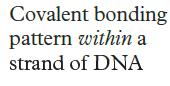 Covalent bonding
pattern within a
strand of DNA